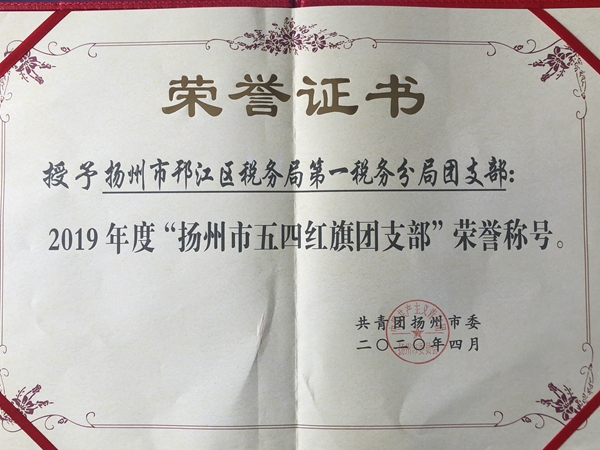 荣誉证书
授予扬州市邗江区税务局第一税务分局团支部：
2019年度“扬州市五四红旗团支部”荣誉称号。
共青团扬州市委
二〇二〇年四月